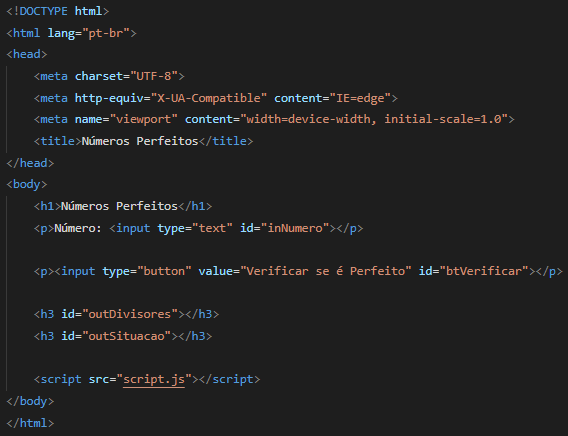 <!DOCTYPE html>
<html lang="pt-br">
<head>
    <meta charset="UTF-8">
    <meta http-equiv="X-UA-Compatible" content="IE=edge">
    <meta name="viewport" content="width=device-width, initial-scale=1.0">
    <title>Números Perfeitos</title>
</head>
<body>
    <h1>Números Perfeitos</h1>
    <p>Número: <input type="text" id="inNumero"></p>

    <p><input type="button" value="Verificar se é Perfeito" id="btVerificar"></p>

    <h3 id="outDivisores"></h3>
    <h3 id="outSituacao"></h3>

    <script src="script.js"></script>
</body>
</html>